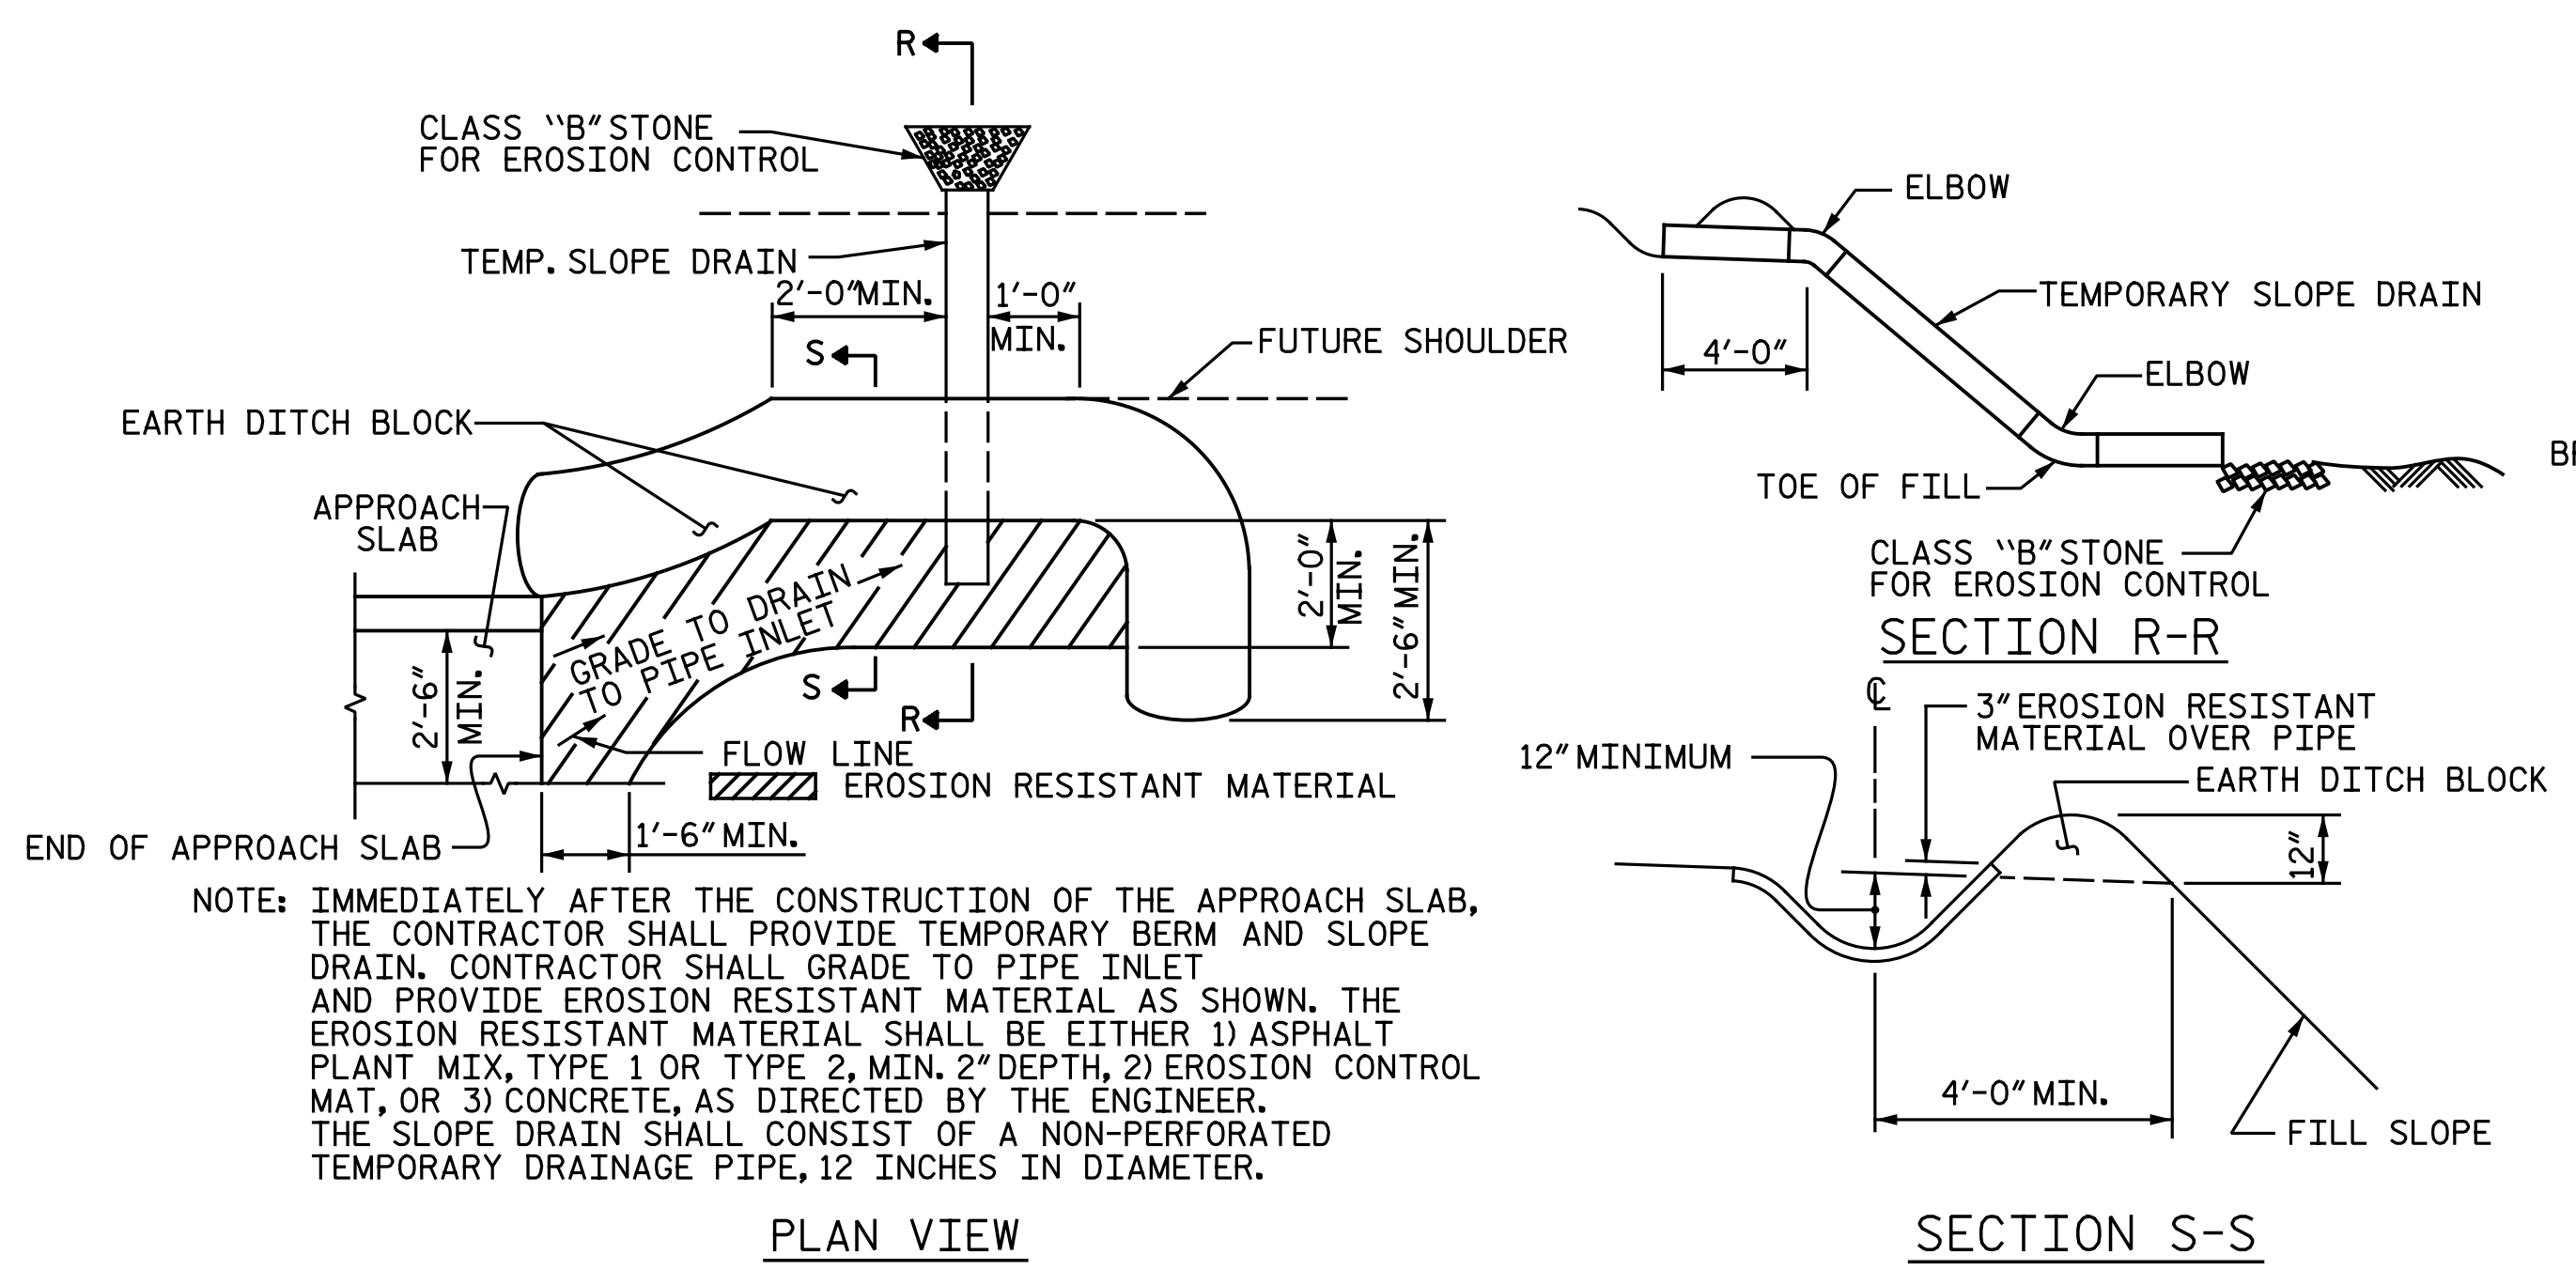 R
CLASS "B" STONE
FOR EROSION CONTROL
TEMP. SLOPE DRAIN
2'-0" MIN.
1'-0"
MIN.
S
FUTURE SHOULDER
EARTH DITCH BLOCK
APPROACH
SLAB
GRADE TO DRAIN
TO PIPE INLET
2'-0"
MIN.
2'-6" MIN.
2'-6"
MIN.
S
R
FLOW LINE
EROSION RESISTANT MATERIAL
END OF APPROACH SLAB
1'-6" MIN.
NOTE: IMMEDIATELY AFTER THE CONSTRUCTION OF THE APPROACH SLAB,
THE CONTRACTOR SHALL PROVIDE TEMPORARY BERM AND SLOPE
DRAIN. CONTRACTOR SHALL GRADE TO PIPE INLET
AND PROVIDE EROSION RESISTANT MATERIAL AS SHOWN. THE
EROSION RESISTANT MATERIAL SHALL BE EITHER 1) ASPHALT
PLANT MIX, TYPE 1 OR TYPE 2, MIN. 2" DEPTH, 2) EROSION CONTROL
MAT, OR 3) CONCRETE, AS DIRECTED BY THE ENGINEER.
THE SLOPE DRAIN SHALL CONSIST OF A NON-PERFORATED
TEMPORARY DRAINAGE PIPE, 12 INCHES IN DIAMETER.
PLAN VIEW
ELBOW
TEMPORARY SLOPE DRAIN
4'-0"
ELBOW
TOE OF FILL
CLASS "B" STONE
FOR EROSION CONTROL
SECTION R-R
℄
3" EROSION RESISTANT
MATERIAL OVER PIPE
12" MINIMUM
EARTH DITCH BLOCK
12"
4'-0" MIN.
FILL SLOPE
SECTION S-S